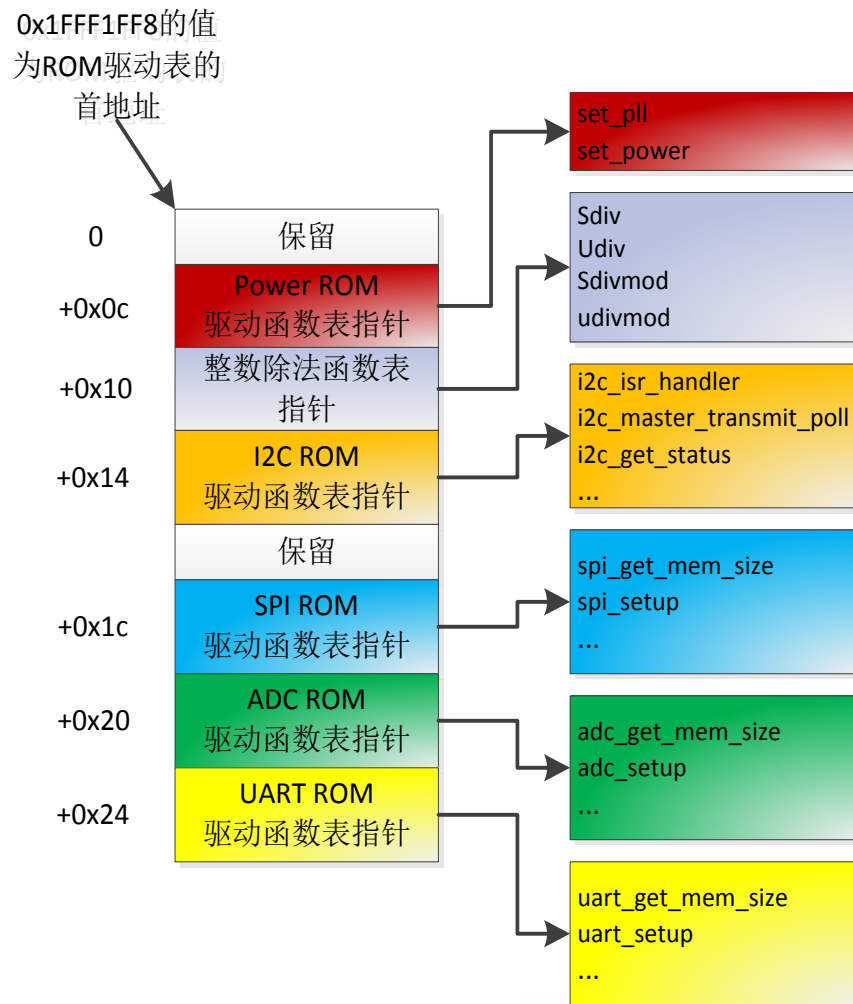 0x1FFF1FF8的值
为ROM驱动表的
首地址
0
保留
+0x0c
Power ROM
驱动函数表指针
+0x10
整数除法函数表
指针
+0x14
I2C ROM
驱动函数表指针
保留
+0x1c
SPI ROM
驱动函数表指针
+0x20
ADC ROM
驱动函数表指针
+0x24
UART ROM
驱动函数表指针
set_pll
set_power
Sdiv
Udiv
Sdivmod
udivmod
i2c_isr_handler
i2c_master_transmit_poll
i2c_get_status
...
spi_get_mem_size
spi_setup
...
adc_get_mem_size
adc_setup
...
uart_get_mem_size
uart_setup
...